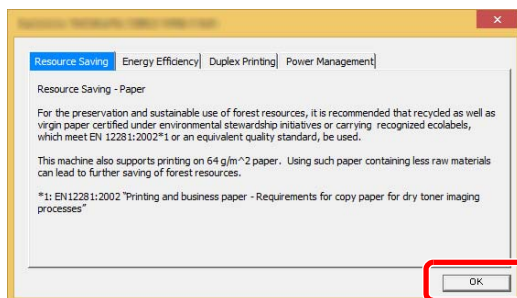 Resource Saving Energy Efficiency Duplex Printing Power Management
Resource Saving - Paper
For the preservation and sustainable use of forest resources, it is recommended that recycled as well as
virgin paper certified under environmental stewardship initiatives or carrying recognized ecolabels,
which meet EN 12281:2002*1 or an equivalent quality standard, be used.
This machine also supports printing on 64 g/m^2 paper. Using such paper containing less raw materials
can lead to further saving of forest resources.
*1: EN12281:2002 "Printing and business paper - Requirements for copy paper for dry toner imaging
processes"
OK